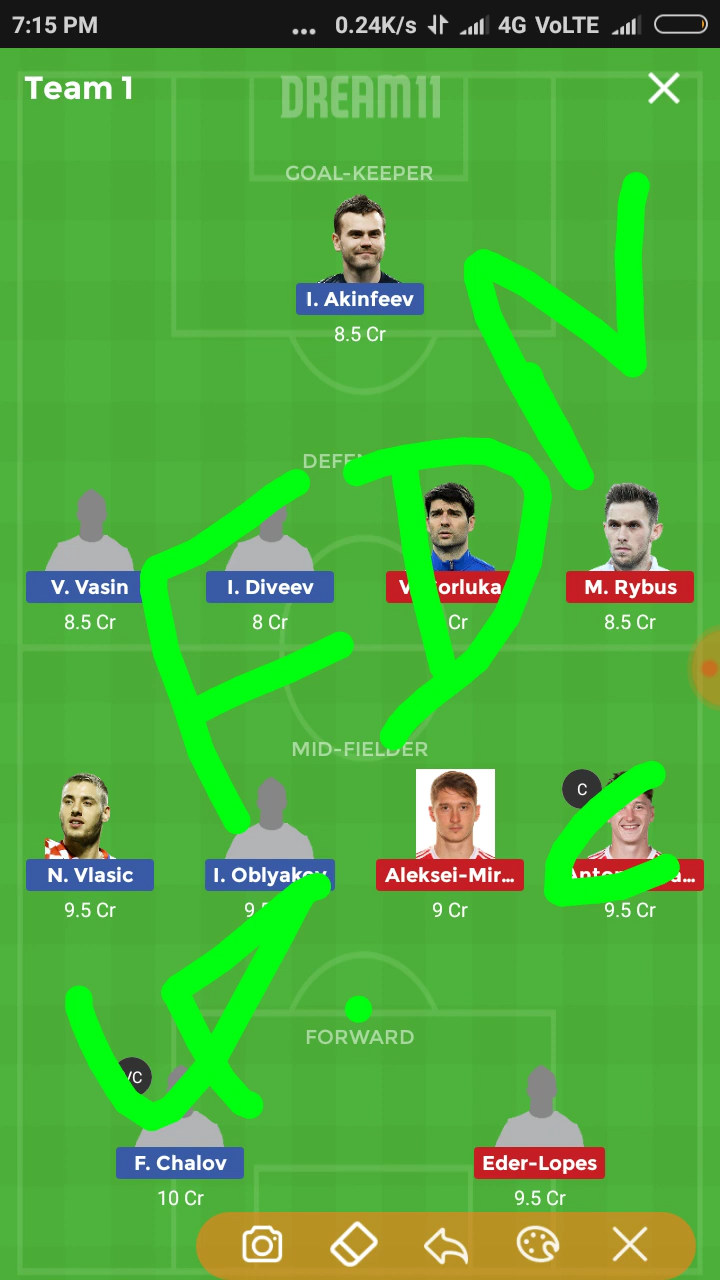 7:15 PM ... 0.24K/s 4G VoLTE
Team 1
DREAM11
GOAL-KEEPER
I. Akinfeev
8.5 Cr
V. Vasin I. Diveev M. Rybus
8.5 Cr 8 Cr Cr 8.5 Cr
MID-FIELDER
C
N. Vlasic I. Oblyakov Aleksei-Mir...
9.5 Cr 9 Cr 9.5 Cr
FORWARD
VC
F. Chalov Eder-Lopes
10 Cr 9.5 Cr